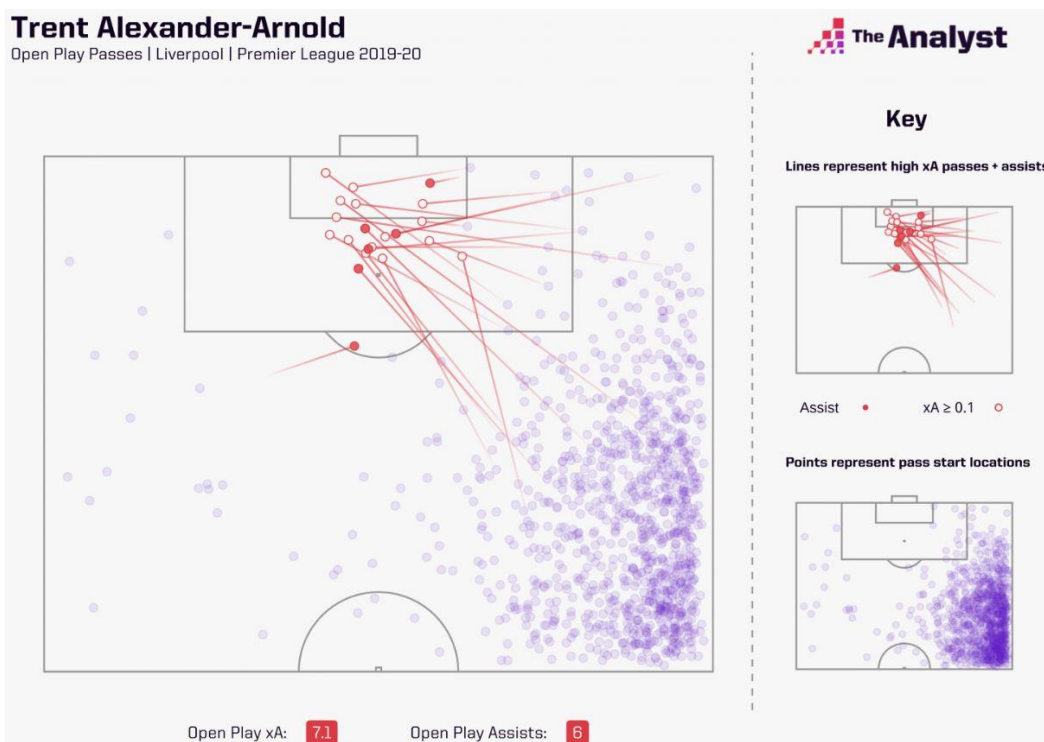 Trent Alexander-Arnold
Open Play Passes | Liverpool | Premier League 2019-20
The Analyst
Key
Lines represent high xA passes + assists
Assist
xA ≥ 0.1
Points represent pass start locations
Open Play xA: 7.1
Open Play Assists: 6